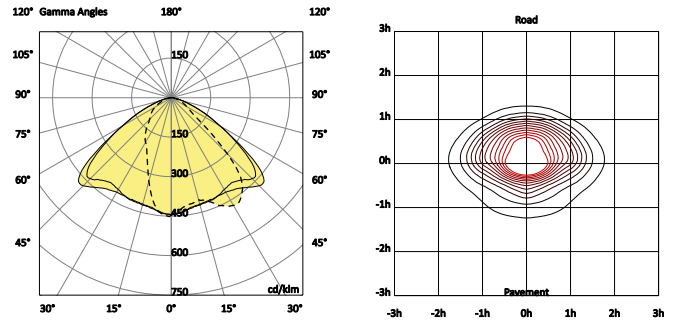 120° Gamma Angles 180° 120°
Road
3h
105° 150 105°
2h
90° 90°
1h
75° 150 75°
0h
60° 300 60°
-1h
45° 450 45°
600
-2h
cd/klm
750
Pavement
-3h
30° 15° 0° 15° 30°
-3h -2h -1h 0h 1h 2h 3h